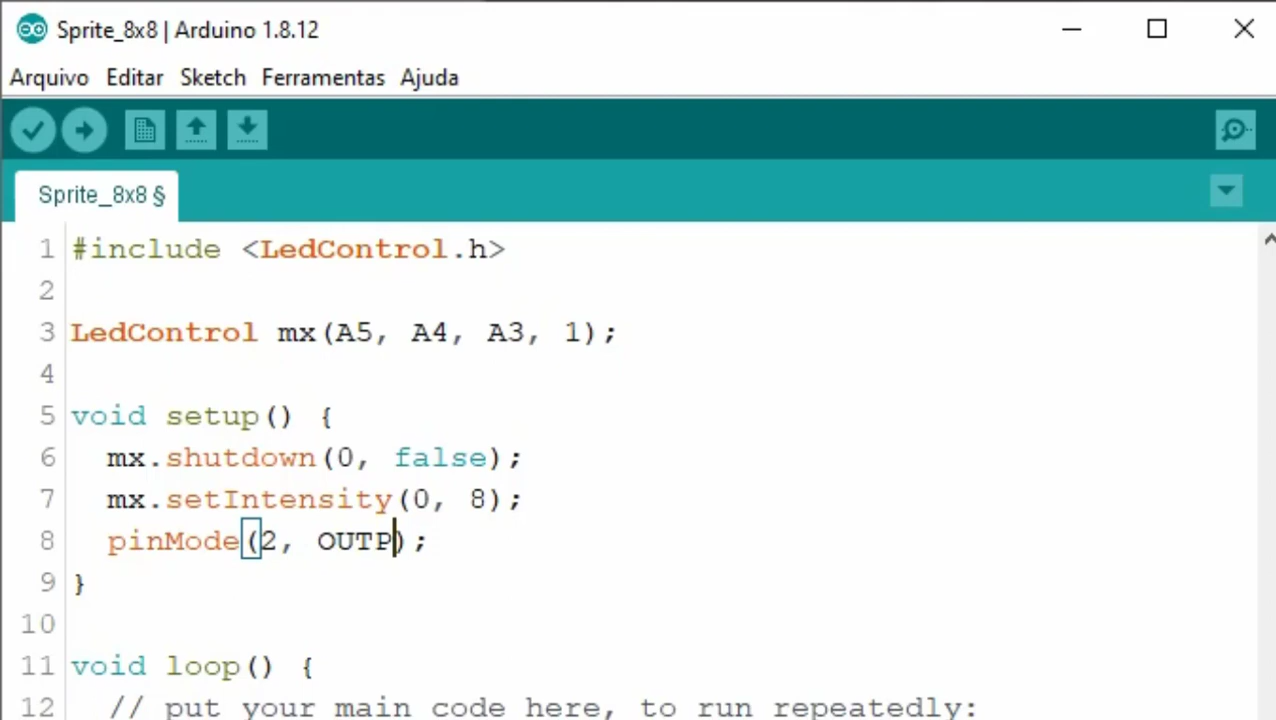 Sprite_8x8 | Arduino 1.8.12
Arquivo Editar Sketch Ferramentas Ajuda
Sprite_8x8 §
1 #include <LedControl.h>
2
3 LedControl mx(A5, A4, A3, 1);
4
5 void setup() {
6 mx.shutdown(0, false);
7 mx.setIntensity(0, 8);
8 pinMode(2, OUTP);
9 }
10
11 void loop() {
12 // put your main code here, to run repeatedly: